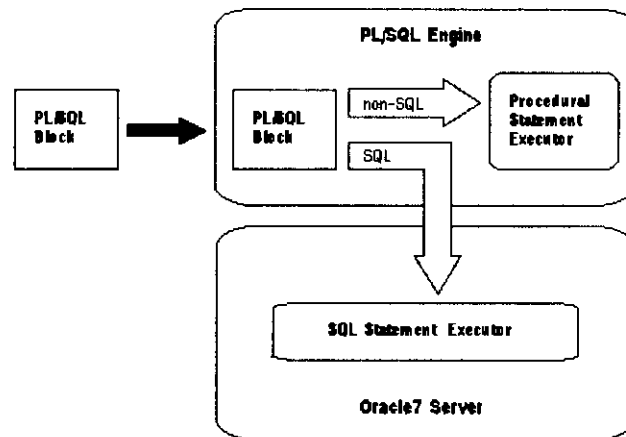 PL/SQL Engine
PL/SQL
Block
PL/SQL
Block
non-SQL
SQL
Procedural
Statement
Executor
SQL Statement Executor
Oracle7 Server